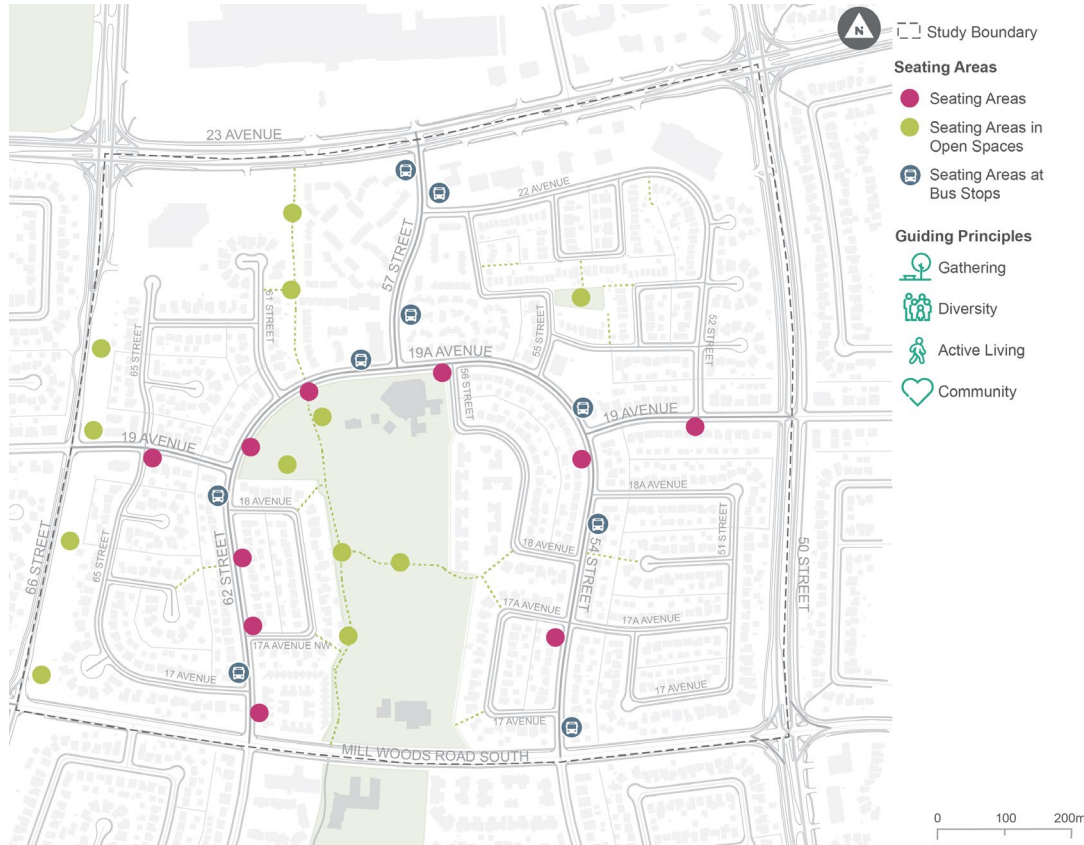 N
Study Boundary
Seating Areas
Seating Areas
Seating Areas in
Open Spaces
Seating Areas at
Bus Stops
Guiding Principles
Gathering
Diversity
Active Living
Community
23 AVENUE
22 AVENUE
57 STREET
61 STREET
65 STREET
19A AVENUE
55 STREET
52 STREET
56 STREET
19 AVENUE
19 AVENUE
18 AVENUE
18A AVENUE
51 STREET
18 AVENUE
66 STREET
65 STREET
62 STREET
54 STREET
50 STREET
17A AVENUE
17A AVENUE
17A AVENUE NW
17 AVENUE
17 AVENUE
17 AVENUE
MILL WOODS ROAD SOUTH
0 100 200m